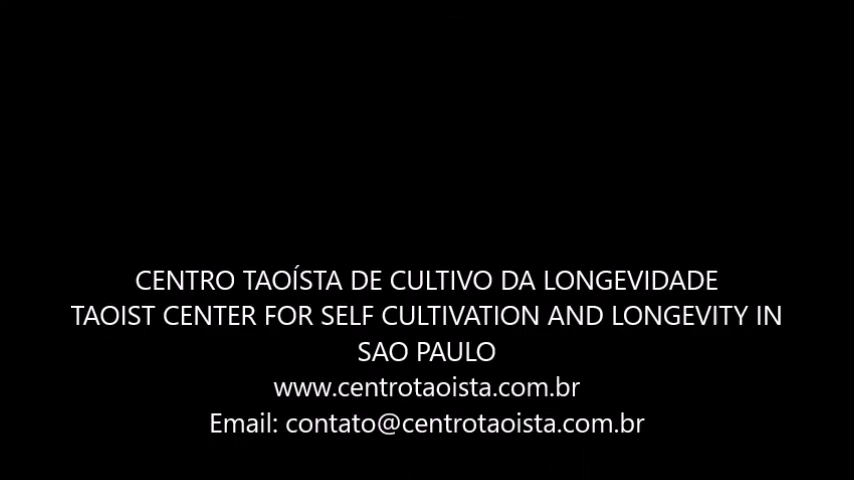 CENTRO TAOÍSTA DE CULTIVO DA LONGEVIDADE
TAOIST CENTER FOR SELF CULTIVATION AND LONGEVITY IN
SAO PAULO
www.centrotaoista.com.br
Email: contato@centrotaoista.com.br